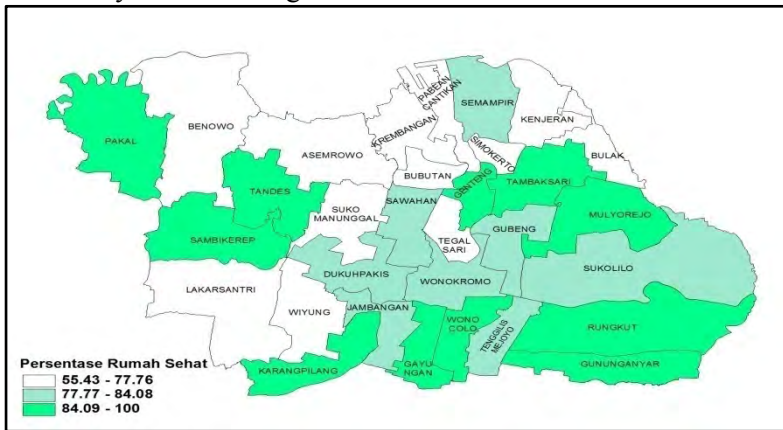 PAKAL
BENOWO
ASEMROWO
KREMBANGAN
PABEAN
CANTIKAN
SEMAMPIR
KENJERAN
SIMOKERTO
BULAK
BUBUTAN
GENTENG
TAMBAKSARI
TANDES
SUKO
MANUNGGAL
SAWAHAN
TEGAL
SARI
GUBENG
MULYOREJO
SAMBIKEREP
DUKUHPAKIS
WONOKROMO
SUKOLILO
LAKARSANTRI
WIYUNG
JAMBANGAN
WONO
COLO
TENGGILIS
MEJOYO
RUNGKUT
KARANGPILANG
GAYU
NGAN
GUNUNGANYAR
Persentase Rumah Sehat
55.43 - 77.76
77.77 - 84.08
84.09 - 100